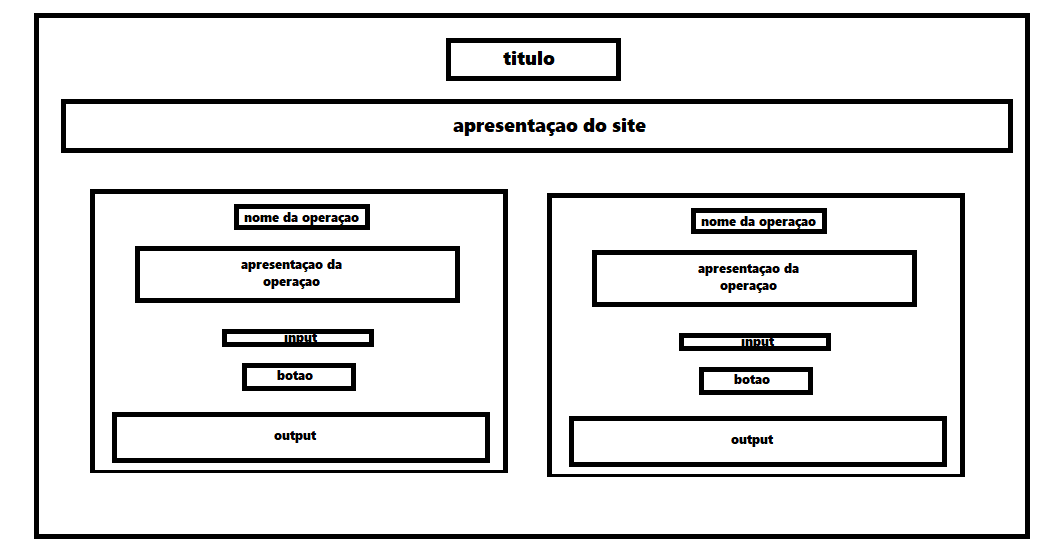 titulo
apresentaçao do site
nome da operaçao
apresentaçao da
operaçao
input
botao
output
nome da operaçao
apresentaçao da
operaçao
input
botao
output